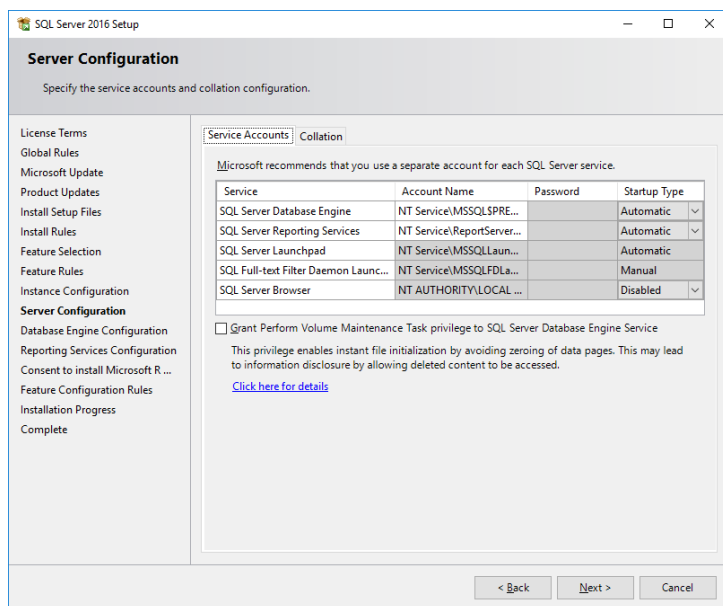 SQL Server 2016 Setup
Server Configuration
Specify the service accounts and collation configuration.
License Terms
Global Rules
Microsoft Update
Product Updates
Install Setup Files
Install Rules
Feature Selection
Feature Rules
Instance Configuration
Server Configuration
Database Engine Configuration
Reporting Services Configuration
Consent to install Microsoft R ...
Feature Configuration Rules
Installation Progress
Complete
Service Accounts Collation
Microsoft recommends that you use a separate account for each SQL Server service.
Service Account Name Password Startup Type
SQL Server Database Engine NT Service\MSSQL$PRE... Automatic
SQL Server Reporting Services NT Service\ReportServer... Automatic
SQL Server Launchpad NT Service\MSSQLLaun... Automatic
SQL Full-text Filter Daemon Launc... NT Service\MSSQLFDLa... Manual
SQL Server Browser NT AUTHORITY\LOCAL ... Disabled
Grant Perform Volume Maintenance Task privilege to SQL Server Database Engine Service
This privilege enables instant file initialization by avoiding zeroing of data pages. This may lead
to information disclosure by allowing deleted content to be accessed.
Click here for details
< Back Next > Cancel